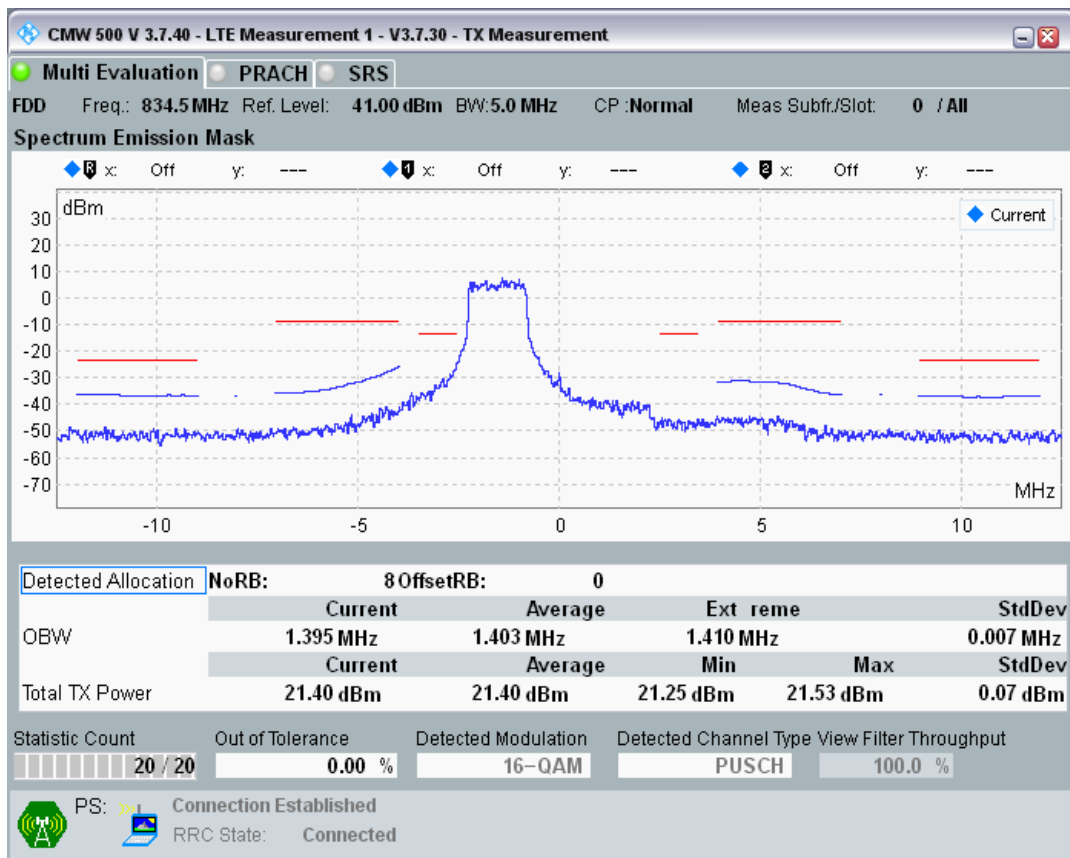 CMW 500 V 3.7.40 - LTE Measurement 1 - V3.7.30 - TX Measurement
Multi Evaluation PRACH SRS
FDD Freq.: 834.5 MHz Ref. Level: 41.00 dBm BW:5.0 MHz CP :Normal Meas Subfr./Slot: 0 / All
Spectrum Emission Mask
R x: Off y: --- 1 x: Off y: --- 2 x: Off y: ---
dBm
Current
30
20
10
0
-10
-20
-30
-40
-50
-60
-70
MHz
-10 -5 0 5 10
Detected Allocation NoRB: 8 OffsetRB: 0
Current Average Ext reme StdDev
OBW 1.395 MHz 1.403 MHz 1.410 MHz 0.007 MHz
Current Average Min Max StdDev
Total TX Power 21.40 dBm 21.40 dBm 21.25 dBm 21.53 dBm 0.07 dBm
Statistic Count Out of Tolerance Detected Modulation Detected Channel Type View Filter Throughput
20 / 20 0.00 % 16-QAM PUSCH 100.0 %
PS: Connection Established
RRC State: Connected